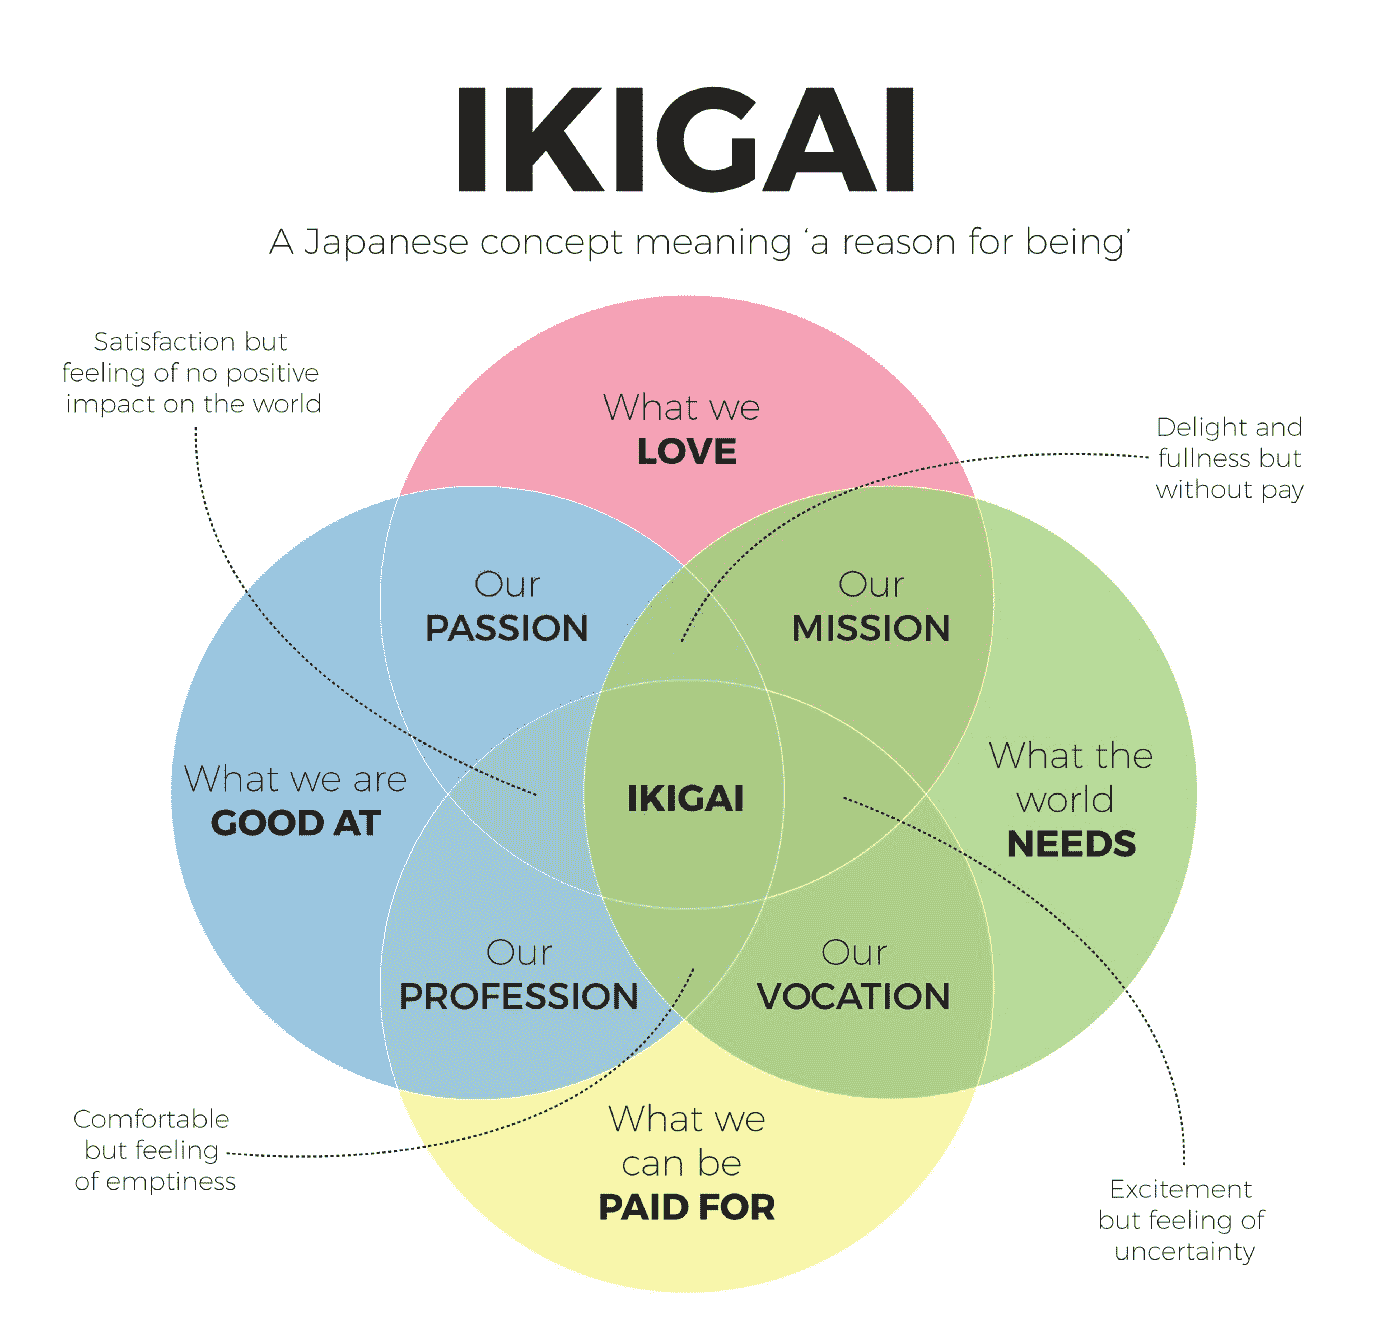 IKIGAI
A Japanese concept meaning ‘a reason for being’
Satisfaction but
feeling of no positive
impact on the world
What we
LOVE
Delight and
fullness but
without pay
Our
PASSION
Our
MISSION
What we are
GOOD AT
IKIGAI
What the
world
NEEDS
Our
PROFESSION
Our
VOCATION
Comfortable
but feeling
of emptiness
What we
can be
PAID FOR
Excitement
but feeling of
uncertainty